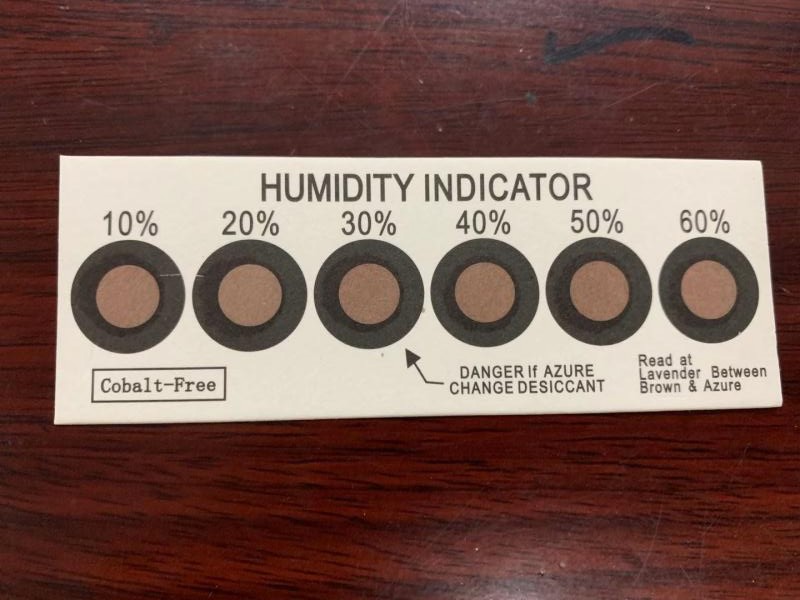 HUMIDITY INDICATOR
10% 20% 30% 40% 50% 60%
DANGER If AZURE
CHANGE DESICCANT
Read at
Lavender Between
Brown & Azure
Cobalt-Free